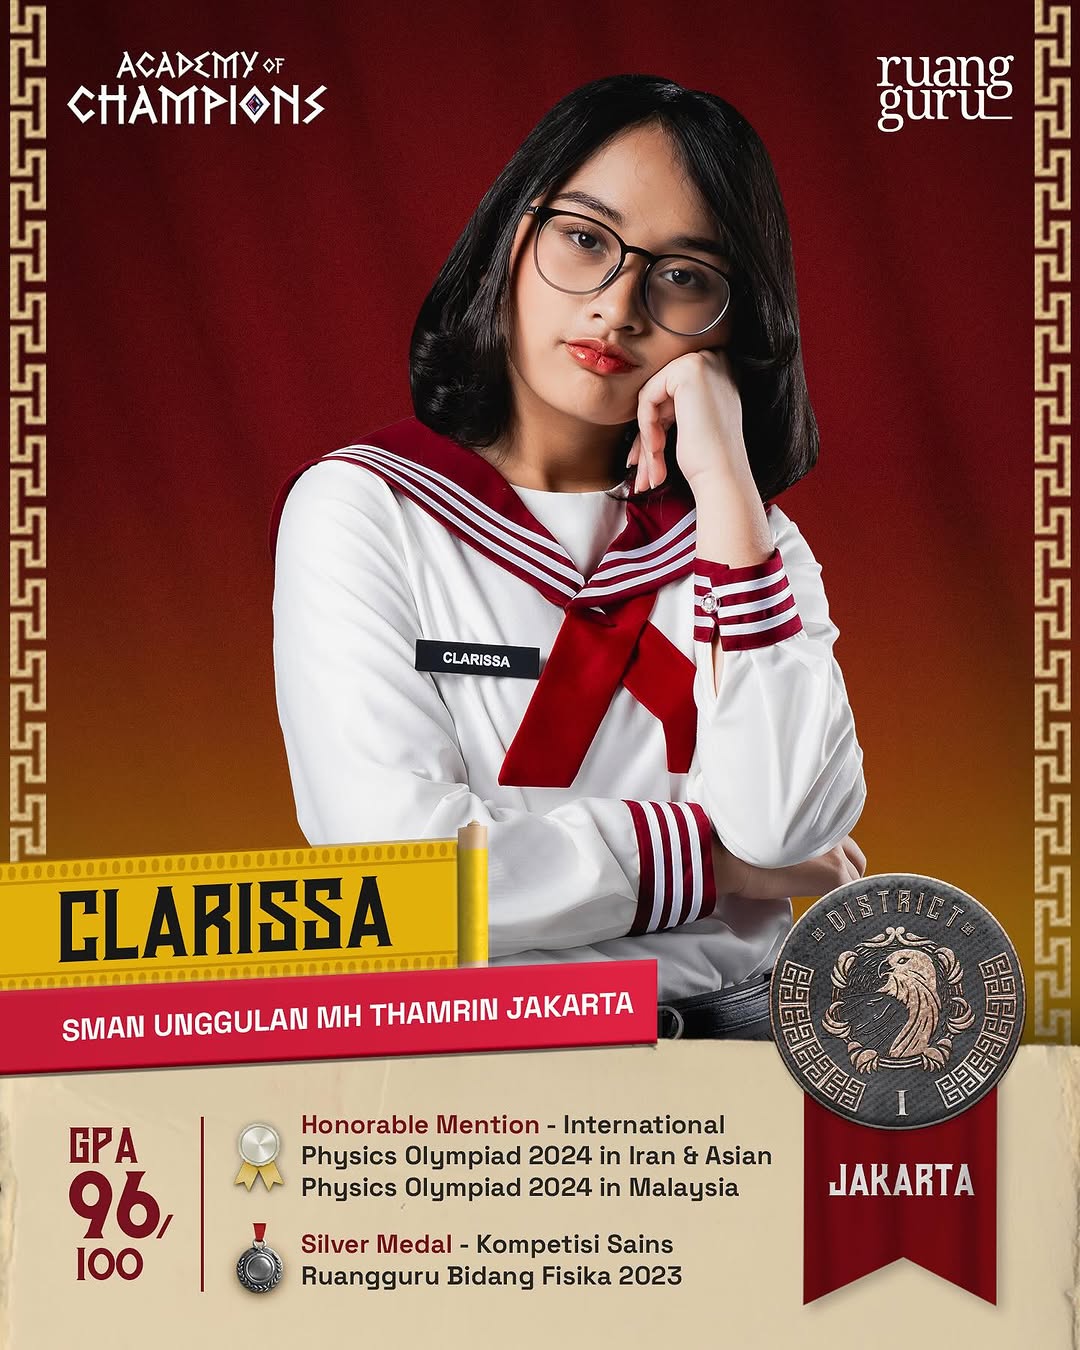 ACADEMY OF
CHAMPIONS
ruang
guru
CLARISSA
CLARISSA
SMAN UNGGULAN MH THAMRIN JAKARTA
DISTRICT
I
JAKARTA
GPA
96/
100
Honorable Mention - International
Physics Olympiad 2024 in Iran & Asian
Physics Olympiad 2024 in Malaysia
Silver Medal - Kompetisi Sains
Ruangguru Bidang Fisika 2023